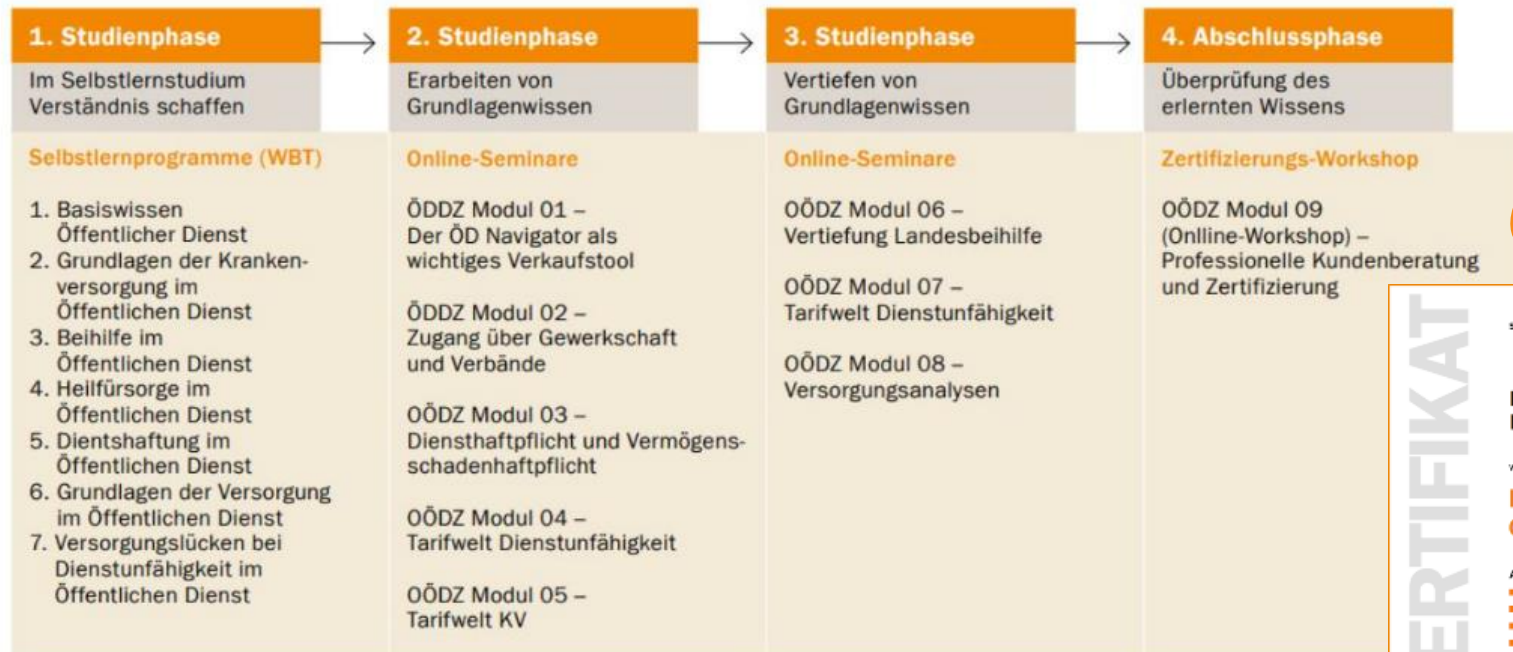 1. Studienphase
Im Selbstlernstudium
Verständnis schaffen
Selbstlernprogramme (WBT)
1. Basiswissen
Öffentlicher Dienst
2. Grundlagen der Kranken-
versorgung im
Öffentlichen Dienst
3. Beihilfe im
Öffentlichen Dienst
4. Heilfürsorge im
Öffentlichen Dienst
5. Dientshaftung im
Öffentlichen Dienst
6. Grundlagen der Versorgung
im Öffentlichen Dienst
7. Versorgungslücken bei
Dienstunfähigkeit im
Öffentlichen Dienst
2. Studienphase
Erarbeiten von
Grundlagenwissen
Online-Seminare
ÖDDZ Modul 01 –
Der ÖD Navigator als
wichtiges Verkaufstool
ÖDDZ Modul 02 –
Zugang über Gewerkschaft
und Verbände
OÖDZ Modul 03 –
Diensthaftpflicht und Vermögens-
schadenhaftpflicht
OÖDZ Modul 04 –
Tarifwelt Dienstunfähigkeit
OÖDZ Modul 05 –
Tarifwelt KV
3. Studienphase
Vertiefen von
Grundlagenwissen
Online-Seminare
OÖDZ Modul 06 –
Vertiefung Landesbeihilfe
OÖDZ Modul 07 –
Tarifwelt Dienstunfähigkeit
OÖDZ Modul 08 –
Versorgungsanalysen
4. Abschlussphase
Überprüfung des
erlernten Wissens
Zertifizierungs-Workshop
OÖDZ Modul 09
(Onlline-Workshop) –
Professionelle Kundenberatung
und Zertifizierung
ERTIFIKAT